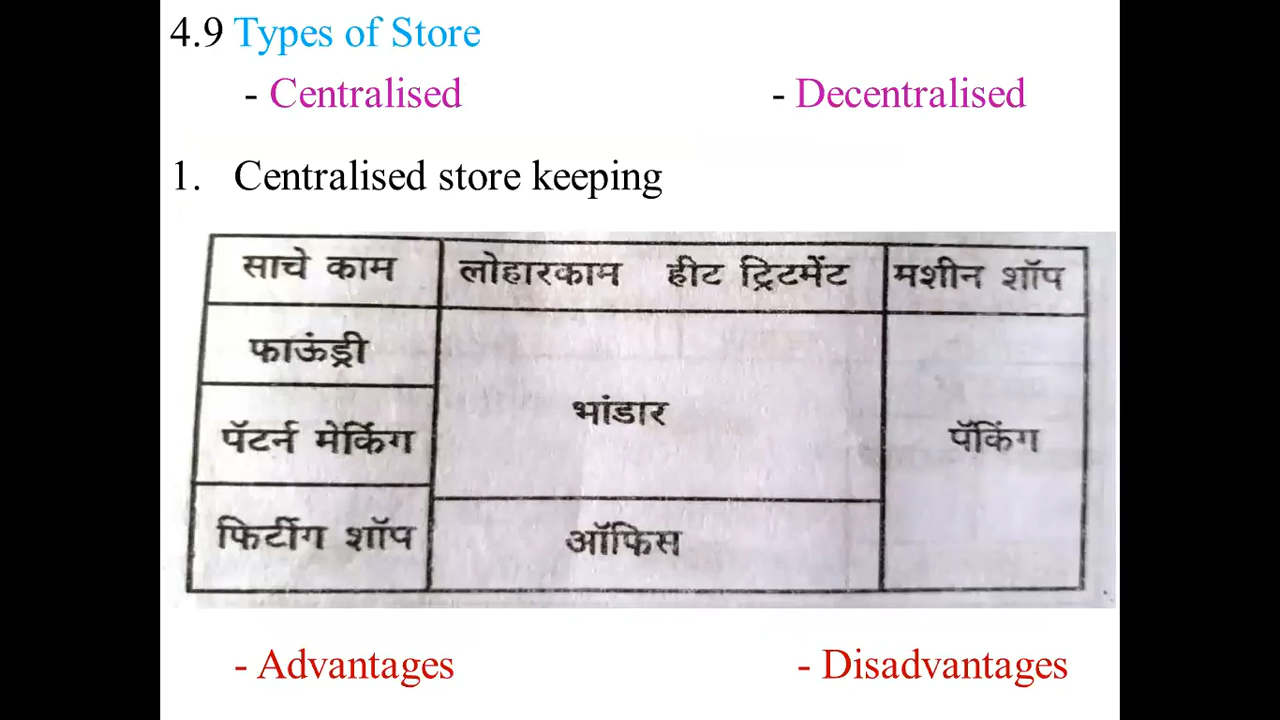 4.9 Types of Store
- Centralised - Decentralised
1. Centralised store keeping
साचे काम लोहारकाम हीट ट्रिटमेंट मशीन शॉप
फाऊंड्री
भांडार
पॅटर्न मेकिंग पॅकिंग
फिटींग शॉप ऑफिस
- Advantages - Disadvantages